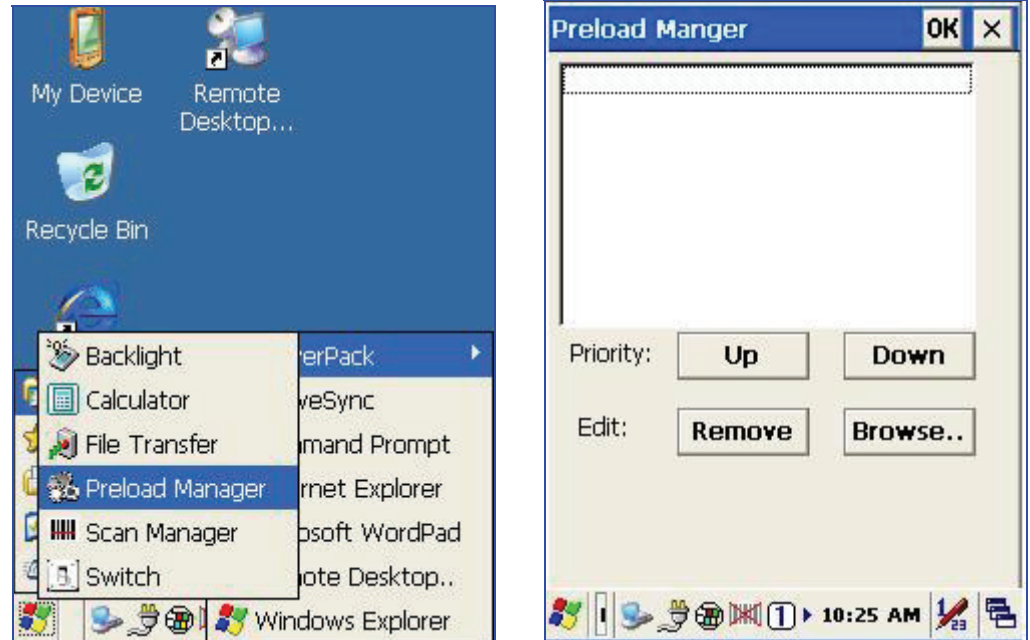 My Device
Remote
Desktop...
Recycle Bin
Backlight
Calculator
File Transfer
Preload Manager
Scan Manager
Switch
erPack
veSync
mand Prompt
rnet Explorer
osoft WordPad
ote Desktop..
Windows Explorer
Preload Manger
OK
Priority:
Up
Down
Edit:
Remove
Browse..
1
10:25 AM
23